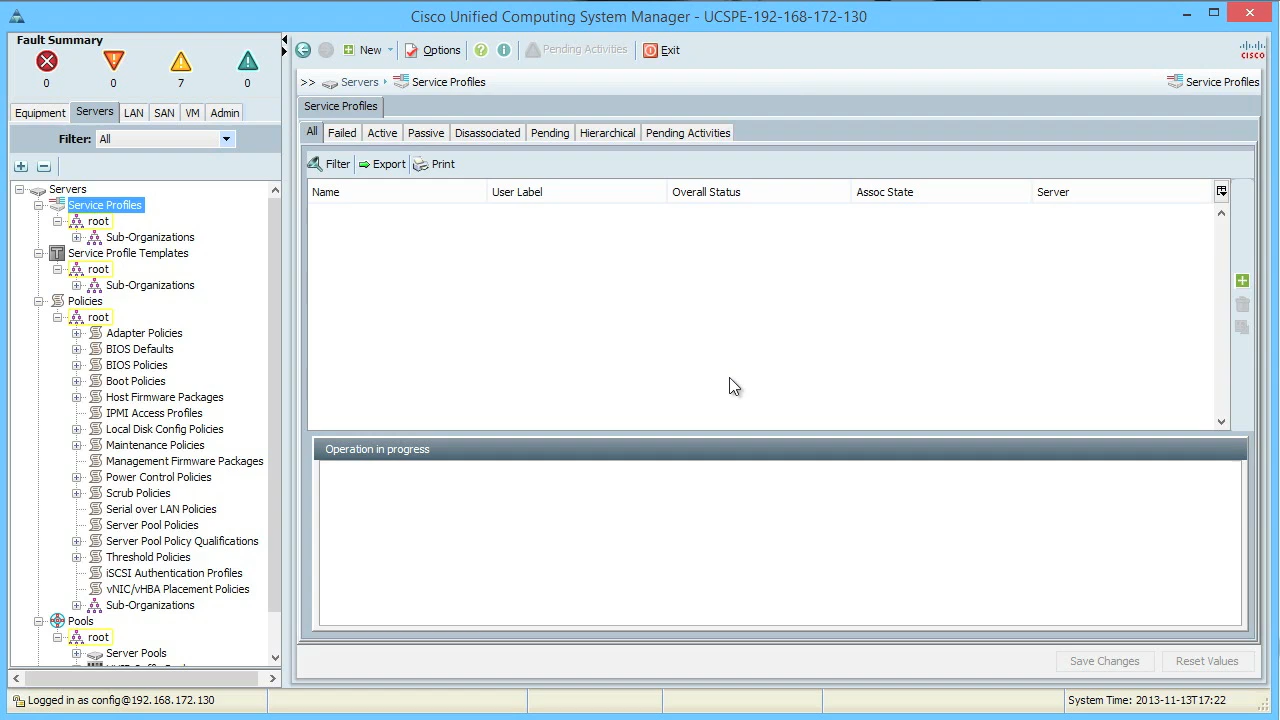 Cisco Unified Computing System Manager - UCSPE-192-168-172-130
Fault Summary
0 0 7 0
New Options Pending Activities Exit
CISCO
>> Servers Service Profiles Service Profiles
Equipment Servers LAN SAN VM Admin
Service Profiles
Filter: All
All Failed Active Passive Disassociated Pending Hierarchical Pending Activities
Filter Export Print
Name User Label Overall Status Assoc State Server
Servers
Service Profiles
root
Sub-Organizations
Service Profile Templates
root
Sub-Organizations
Policies
root
Adapter Policies
BIOS Defaults
BIOS Policies
Boot Policies
Host Firmware Packages
IPMI Access Profiles
Local Disk Config Policies
Maintenance Policies
Management Firmware Packages
Power Control Policies
Scrub Policies
Serial over LAN Policies
Server Pool Policies
Server Pool Policy Qualifications
Threshold Policies
iSCSI Authentication Profiles
vNIC/vHBA Placement Policies
Sub-Organizations
Pools
root
Server Pools
Operation in progress
Save Changes Reset Values
Logged in as config@192.168.172.130
System Time: 2013-11-13T17:22